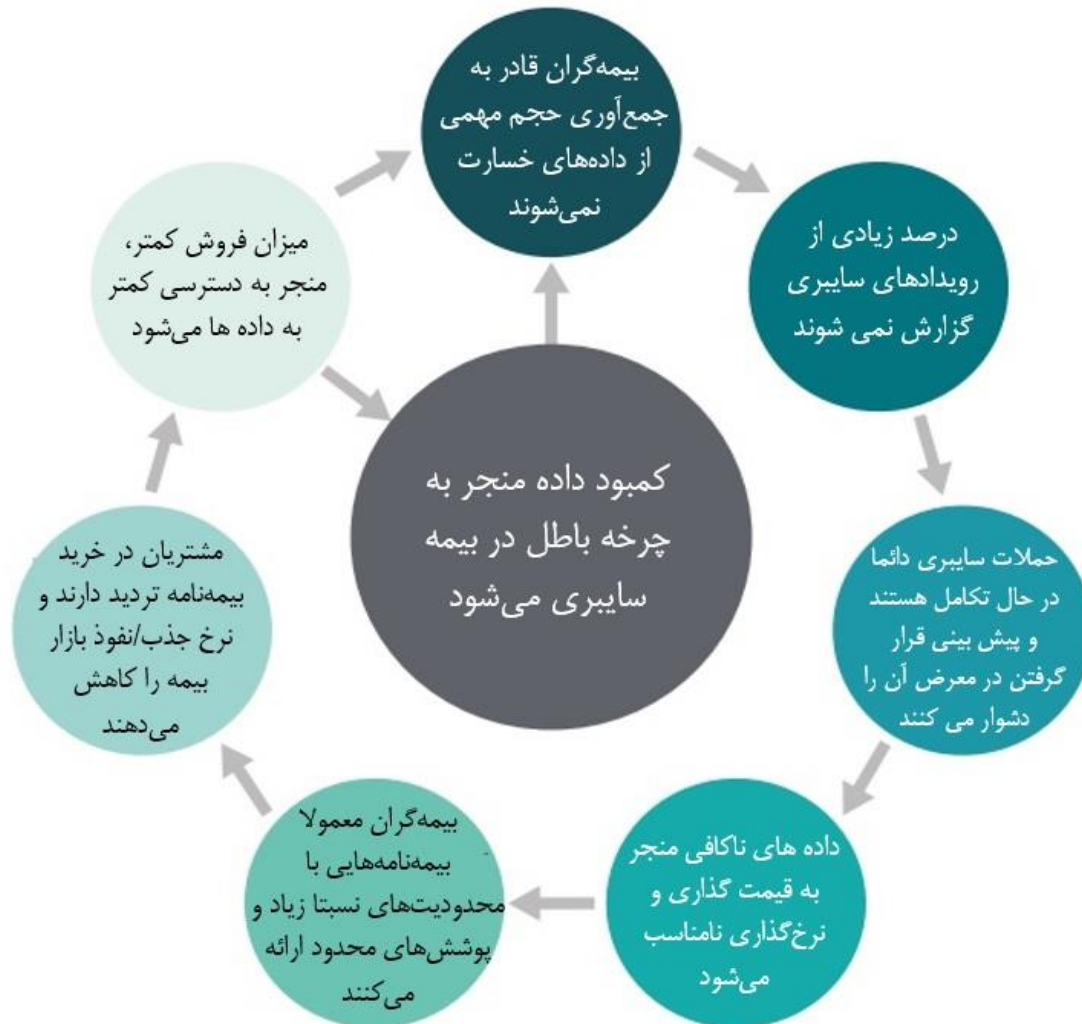 بیمه‌گران قادر به
جمع‌آوری حجم مهمی
از داده‌های خسارت
نمی‌شوند
درصد زیادی از
رویدادهای سایبری
گزارش نمی شوند
حملات سایبری دائما
در حال تکامل هستند
و پیش بینی قرار
گرفتن در معرض آن را
دشوار می کنند
داده های ناکافی منجر
به قیمت گذاری و
نرخ‌گذاری نامناسب
می‌شود
بیمه‌گران معمولا
بیمه‌نامه‌هایی با
محدودیت‌های نسبتا زیاد و
پوشش‌های محدود ارائه
می‌کنند
مشتریان در خرید
بیمه‌نامه تردید دارند و
نرخ جذب/نفوذ بازار
بیمه را کاهش
می‌دهند
میزان فروش کمتر،
منجر به دسترسی کمتر
به داده ها می‌شود
کمبود داده منجر به
چرخه باطل در بیمه
سایبری می‌شود